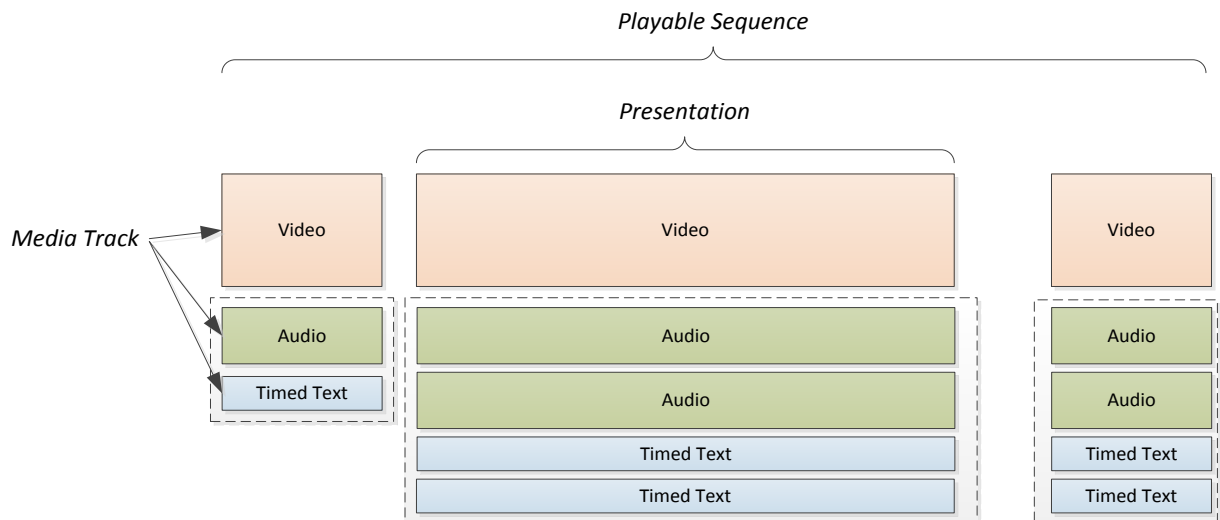 Playable Sequence
Presentation
Media Track
Video
Video
Video
Audio
Audio
Audio
Timed Text
Audio
Audio
Timed Text
Timed Text
Timed Text
Timed Text